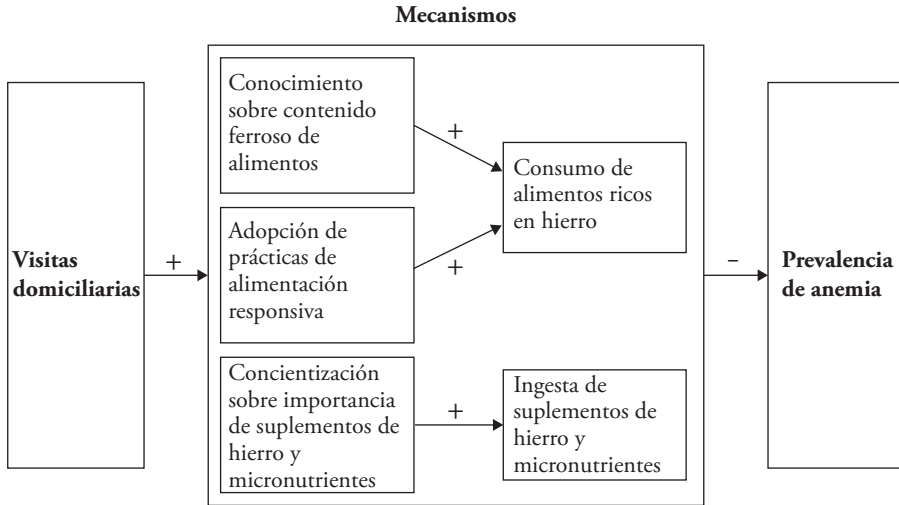 Mecanismos
Conocimiento
sobre contenido
ferroso de
alimentos
+
Consumo de
alimentos ricos
en hierro
Adopción de
prácticas de
alimentación
responsiva
+
Visitas
domiciliarias
+
–
Prevalencia
de anemia
Concientización
sobre importancia
de suplementos de
hierro y
micronutrientes
+
Ingesta de
suplementos de
hierro y
micronutrientes